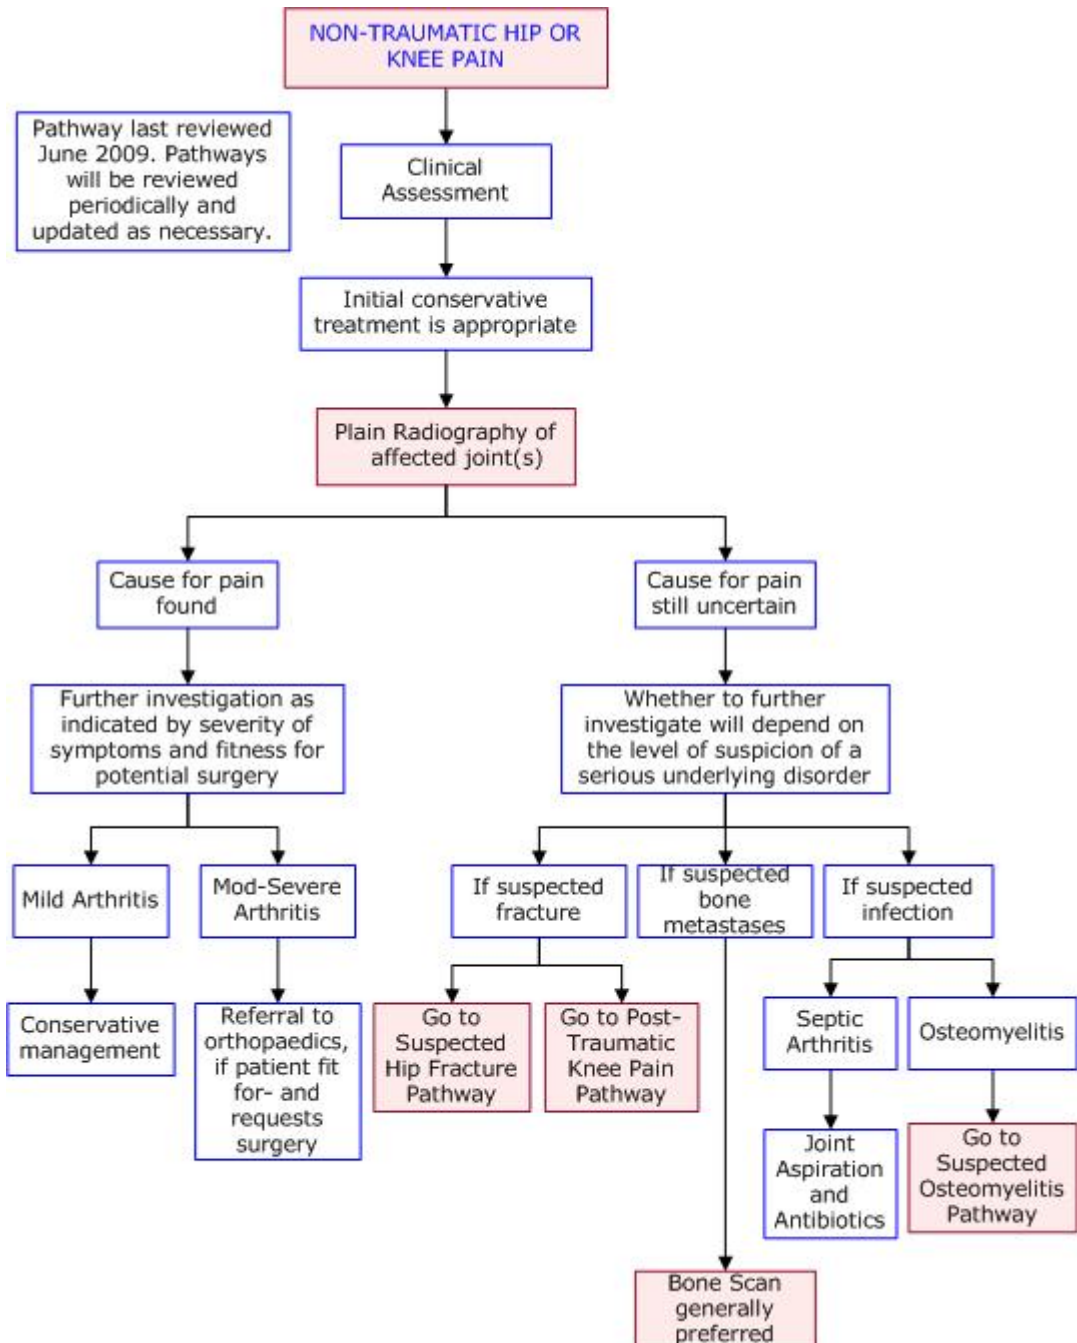 NON-TRAUMATIC HIP OR
KNEE PAIN
Pathway last reviewed
June 2009. Pathways
will be reviewed
periodically and
updated as necessary.
Clinical
Assessment
Initial conservative
treatment is appropriate
Plain Radiography of
affected joint(s)
Cause for pain
found
Cause for pain
still uncertain
Further investigation as
indicated by severity of
symptoms and fitness for
potential surgery
Whether to further
investigate will depend on
the level of suspicion of a
serious underlying disorder
Mild Arthritis
Mod-Severe
Arthritis
If suspected
fracture
If suspected
bone
metastases
If suspected
infection
Conservative
management
Referral to
orthopaedics,
if patient fit
for- and
requests
surgery
Go to
Suspected
Hip Fracture
Pathway
Go to Post-
Traumatic
Knee Pain
Pathway
Septic
Arthritis
Osteomyelitis
Joint
Aspiration
and
Antibiotics
Go to
Suspected
Osteomyelitis
Pathway
Bone Scan
generally
preferred